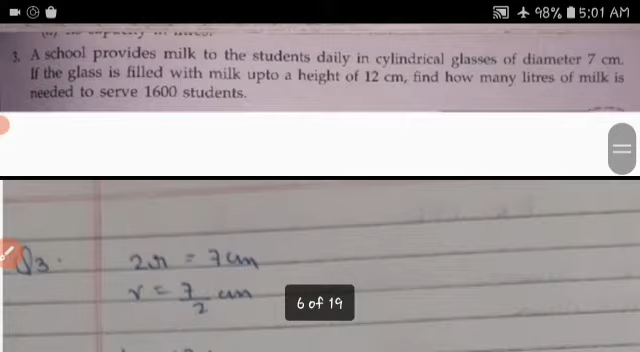 98% 5:01 AM
3. A school provides milk to the students daily in cylindrical glasses of diameter 7 cm.
If the glass is filled with milk upto a height of 12 cm, find how many litres of milk is
needed to serve 1600 students.
Q3. 2r = 7cm
r = 7/2 cm
6 of 19